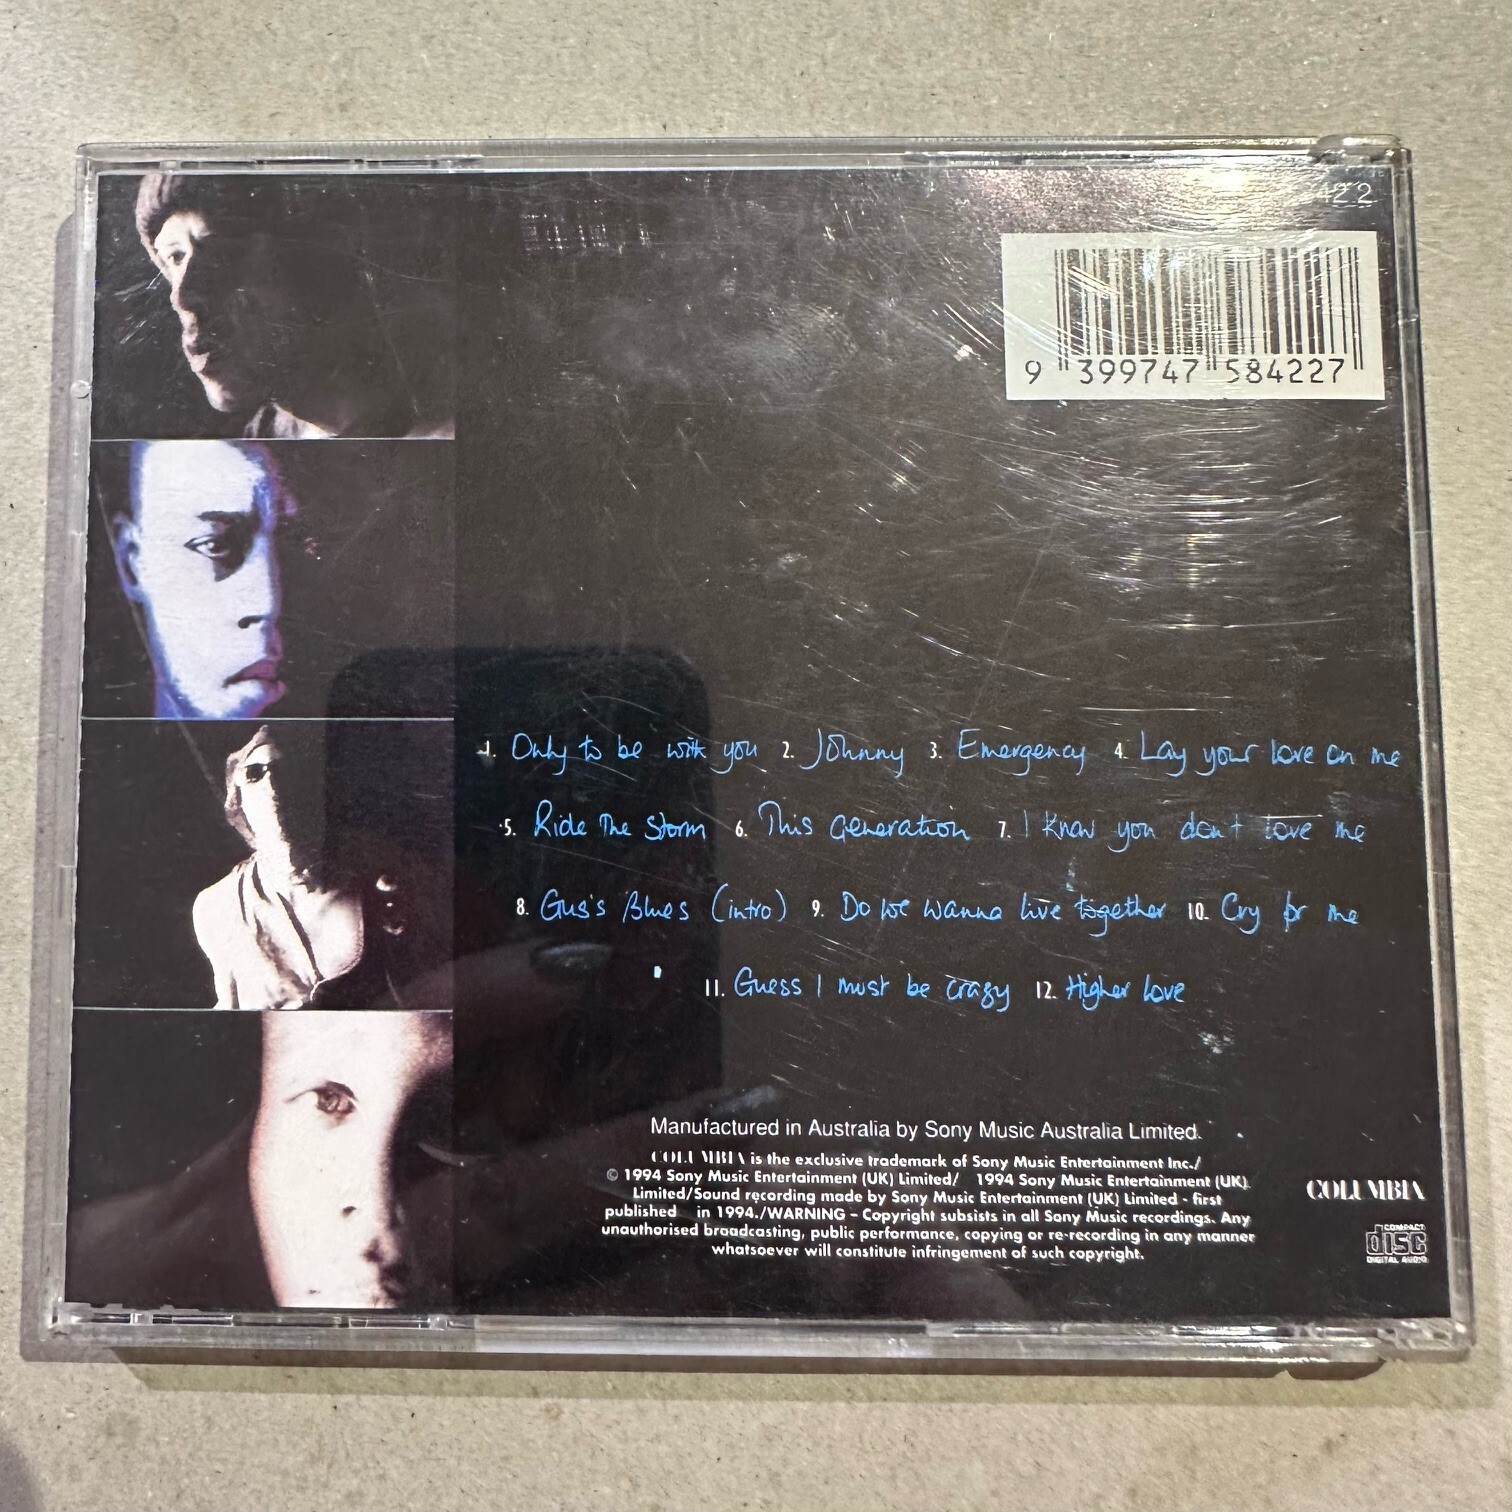 42 2
9 399747 584227
1. Only to be with you 2. Johnny 3. Emergency 4. Lay your love on me
5. Ride The Storm 6. This Generation 7. I know you don't love me
8. Gus's Blues (intro) 9. Do we wanna live together 10. Cry for me
11. Guess I must be crazy 12. Higher love
Manufactured in Australia by Sony Music Australia Limited.
COLUMBIA is the exclusive trademark of Sony Music Entertainment Inc./
© 1994 Sony Music Entertainment (UK) Limited/ 1994 Sony Music Entertainment (UK)
Limited/Sound recording made by Sony Music Entertainment (UK) Limited - first
published in 1994./WARNING - Copyright subsists in all Sony Music recordings. Any
unauthorised broadcasting, public performance, copying or re-recording in any manner
whatsoever will constitute infringement of such copyright.
COLUMBIA
COMPACT
disc
DIGITAL AUDIO